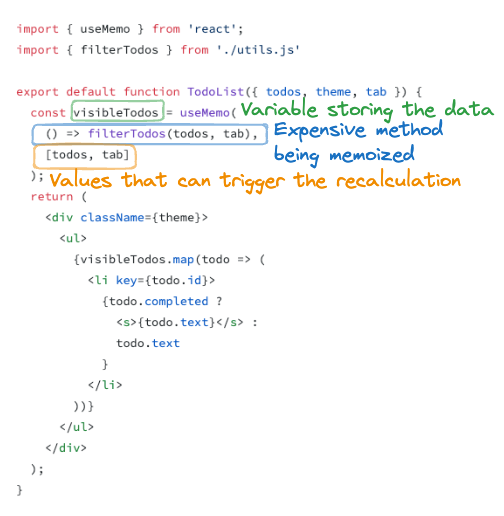 import { useMemo } from 'react';
import { filterTodos } from './utils.js'
export default function TodoList({ todos, theme, tab }) {
const visibleTodos = useMemo( Variable storing the data
() => filterTodos(todos, tab), Expensive method
[todos, tab] being memoized
); Values that can trigger the recalculation
return (
<div className={theme}>
<ul>
{visibleTodos.map(todo => (
<li key={todo.id}>
{todo.completed ?
<s>{todo.text}</s> :
todo.text
}
</li>
))}
</ul>
</div>
);
}